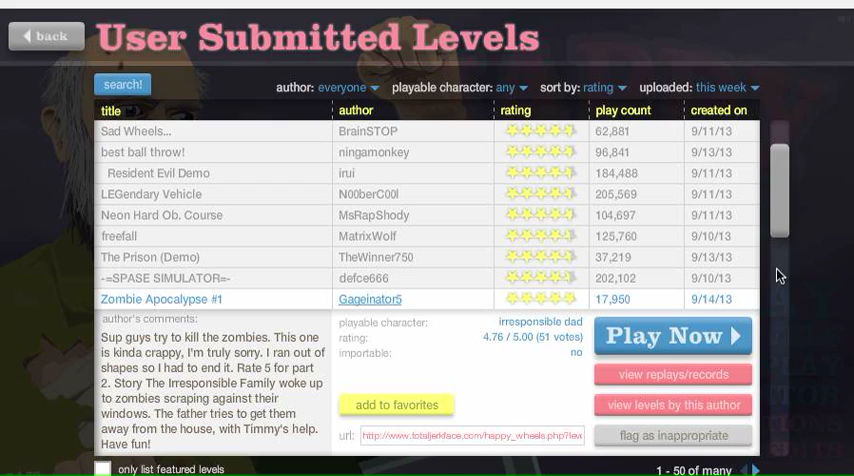 back
User Submitted Levels
search!
author: everyone playable character: any sort by: rating uploaded: this week
title author rating play count created on
Sad Wheels... BrainSTOP 62,881 9/11/13
best ball throw! ningamonkey 96,841 9/13/13
Resident Evil Demo irui 184,488 9/11/13
LEGendary Vehicle N00berC00l 205,569 9/11/13
Neon Hard Ob. Course MsRapShody 104,697 9/11/13
freefall MatrixWolf 125,760 9/10/13
The Prison (Demo) TheWinner750 37,219 9/13/13
-=SPASE SIMULATOR=- defce666 202,102 9/10/13
Zombie Apocalypse #1 Gageinator5 17,950 9/14/13
author's comments:
Sup guys try to kill the zombies. This one
is kinda crappy, I'm truly sorry. I ran out of
shapes so I had to end it. Rate 5 for part
2. Story The Irresponsible Family woke up
to zombies scraping against their
windows. The father tries to get them
away from the house, with Timmy's help.
Have fun!
playable character: irresponsible dad
rating: 4.76 / 5.00 (51 votes)
importable: no
add to favorites
url: http://www.totaljerkface.com/happy_wheels.php?leve
Play Now
view replays/records
view levels by this author
flag as inappropriate
only list featured levels
1 - 50 of many